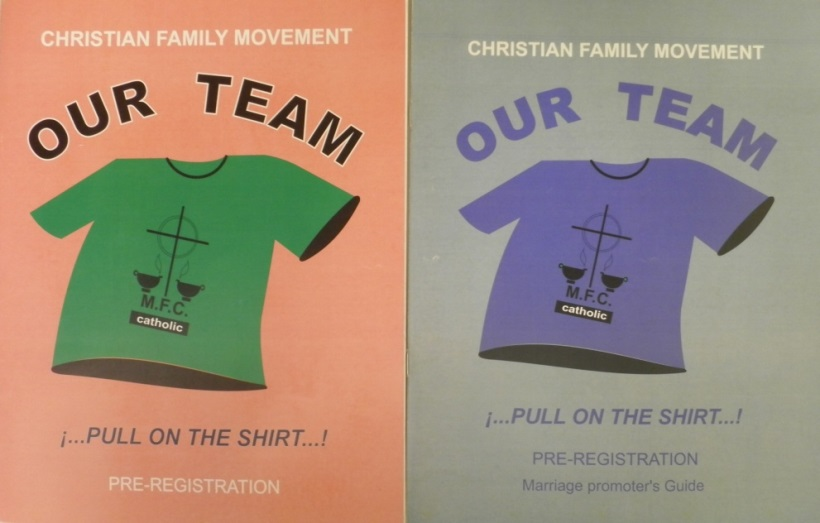 CHRISTIAN FAMILY MOVEMENT
OUR TEAM
M.F.C.
catholic
¡...PULL ON THE SHIRT...!
PRE-REGISTRATION
CHRISTIAN FAMILY MOVEMENT
OUR TEAM
M.F.C.
catholic
¡...PULL ON THE SHIRT...!
PRE-REGISTRATION
Marriage promoter's Guide